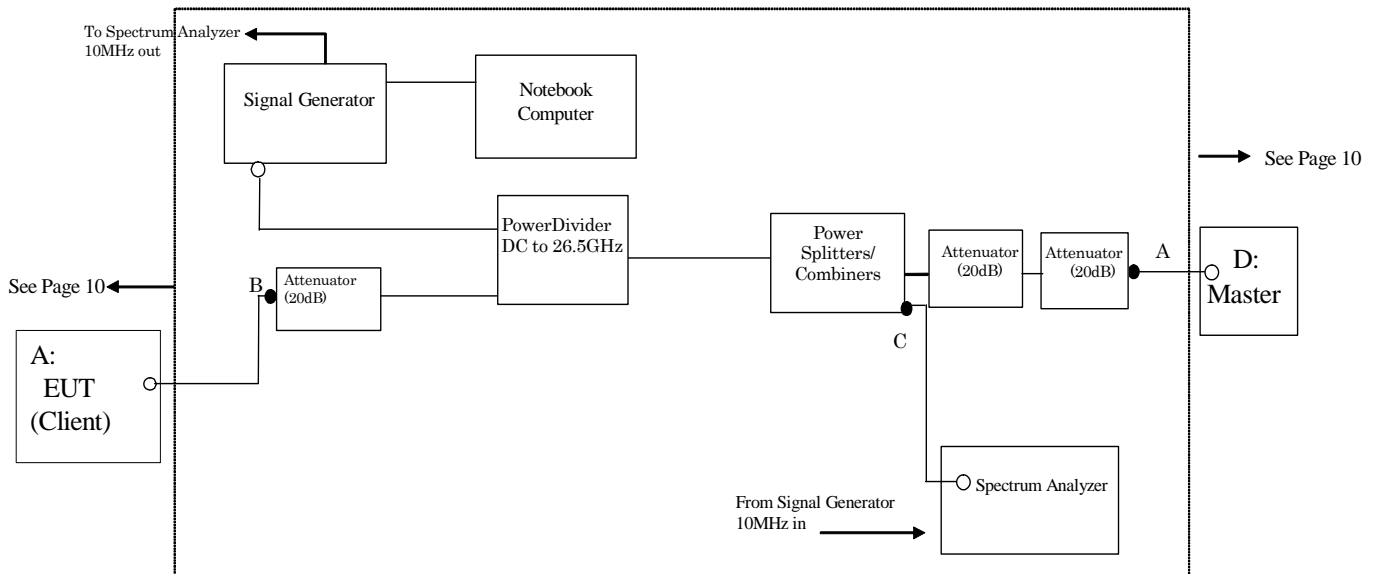 To Spectrum Analyzer
10MHz out
Signal Generator
Notebook
Computer
See Page 10
PowerDivider
DC to 26.5GHz
Power
Splitters/
Combiners
Attenuator
(20dB)
Attenuator
(20dB)
A
D:
Master
See Page 10
B
Attenuator
(20dB)
C
A:
EUT
(Client)
Spectrum Analyzer
From Signal Generator
10MHz in